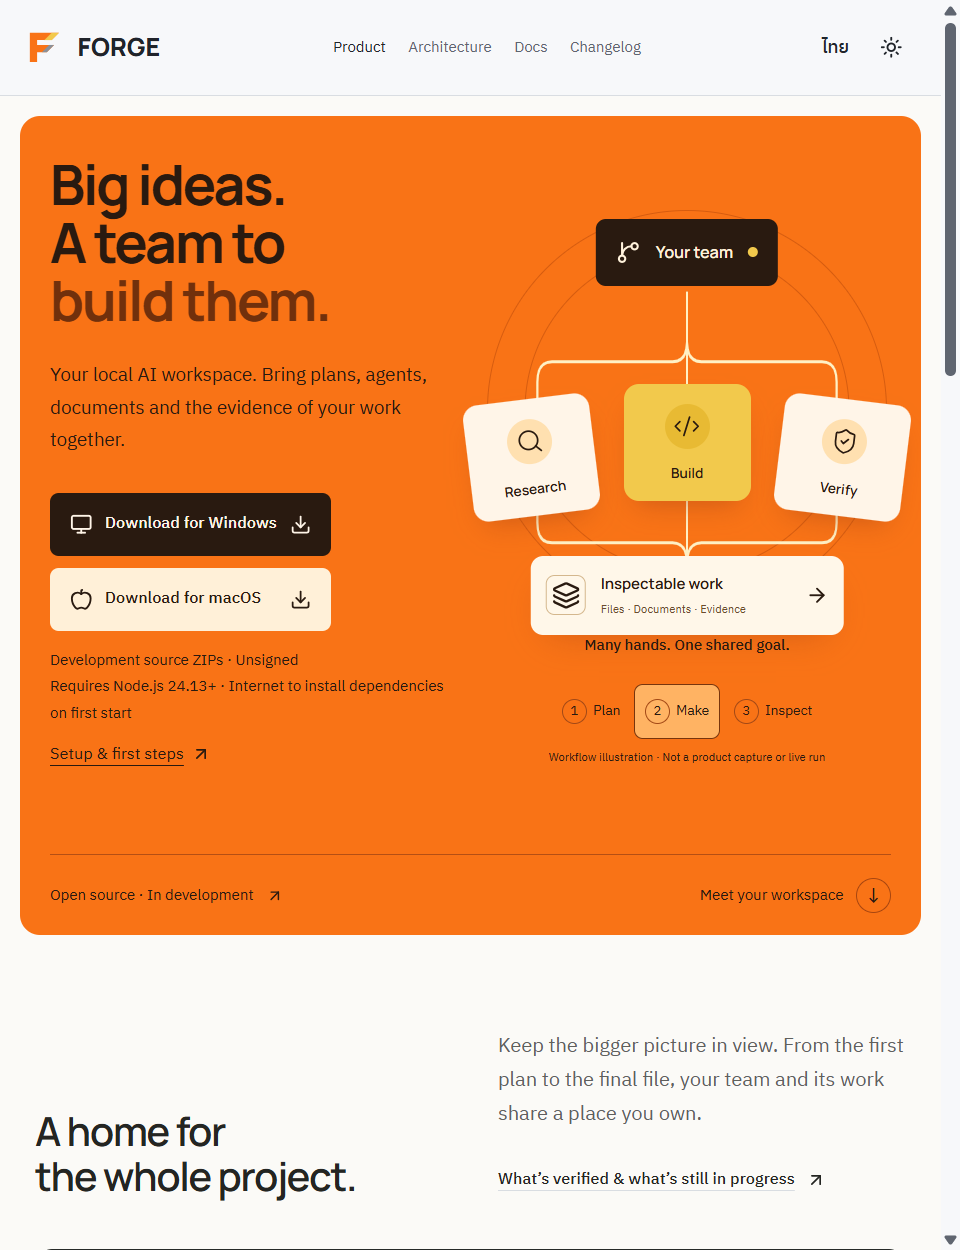 FORGE
Product
Architecture
Docs
Changelog
ไทย
Big ideas.
A team to
build them.
Your local AI workspace. Bring plans, agents,
documents and the evidence of your work
together.
Download for Windows
Download for macOS
Development source ZIPs · Unsigned
Requires Node.js 24.13+ · Internet to install dependencies
on first start
Setup & first steps
Your team
Research
Build
Verify
Inspectable work
Files · Documents · Evidence
Many hands. One shared goal.
1 Plan
2 Make
3 Inspect
Workflow illustration · Not a product capture or live run
Open source · In development
Meet your workspace
A home for
the whole project.
Keep the bigger picture in view. From the first
plan to the final file, your team and its work
share a place you own.
What’s verified & what’s still in progress